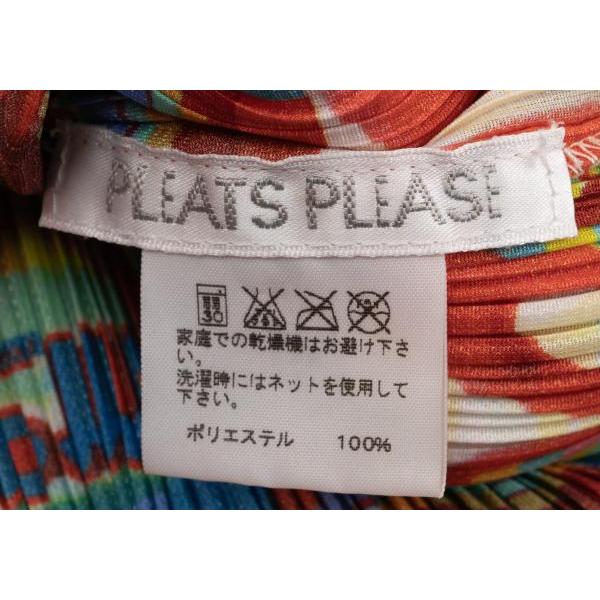 PLEATS PLEASE
弱 30
家庭での乾燥機はお避け下さ
い。
洗濯時にはネットを使用して
下さい。
ポリエステル 100%